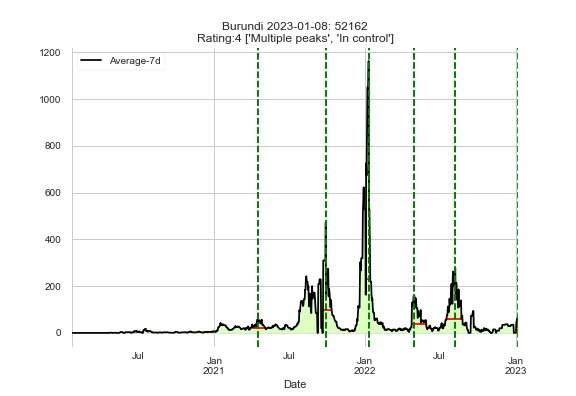 Burundi 2023-01-08: 52162
Rating:4 ['Multiple peaks', 'In control']
Average-7d
1200
1000
800
600
400
200
0
Jul
Jan
2021
Jul
Jan
2022
Jul
Jan
2023
Date